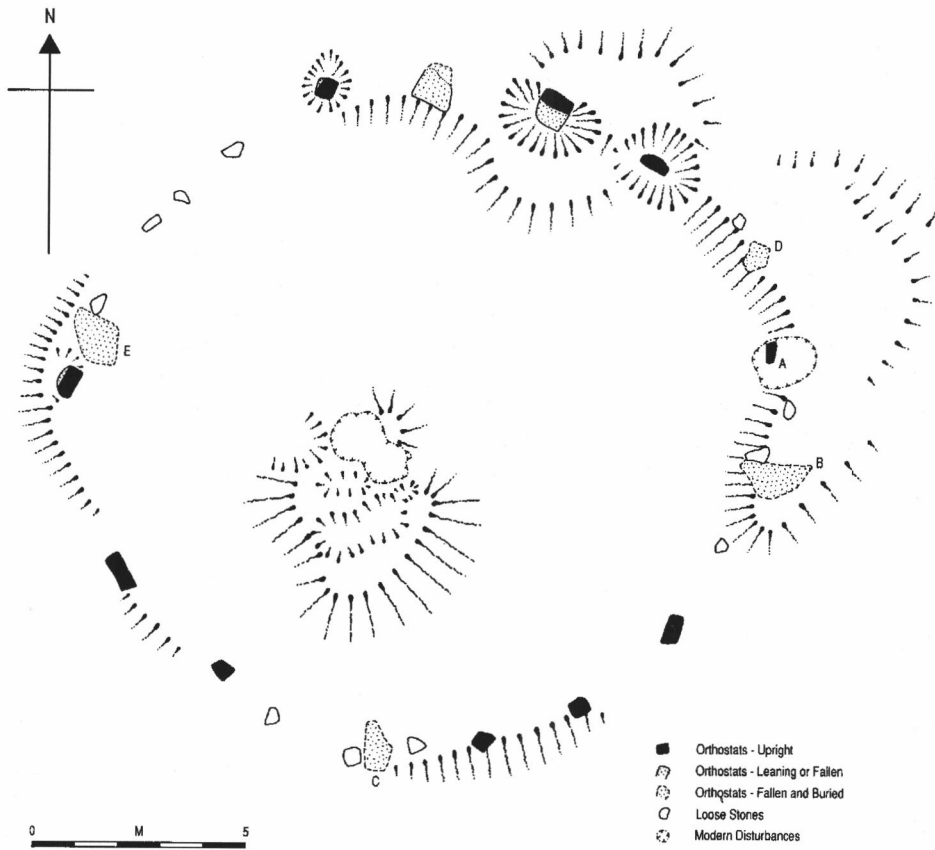 N
D
A
E
B
C
Orthostats - Upright
Orthostats - Leaning or Fallen
Orthostats - Fallen and Buried
Loose Stones
Modern Disturbances
0 M 5